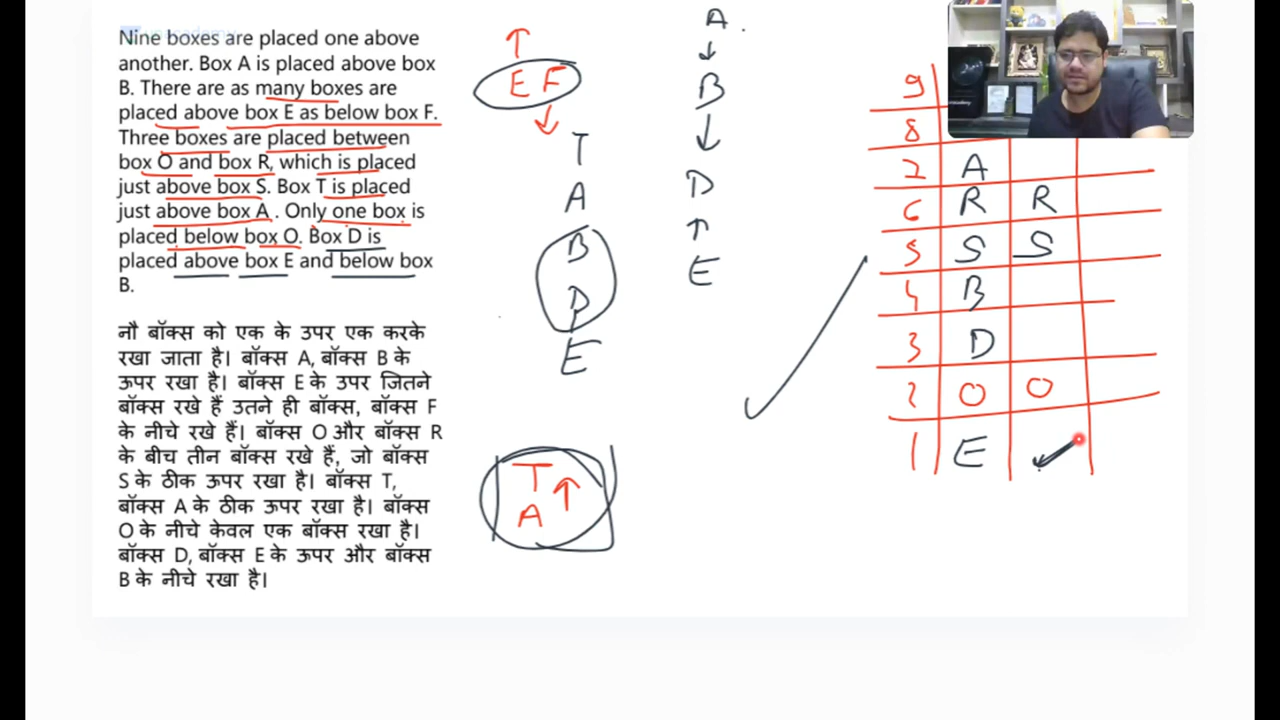 Nine boxes are placed one above
another. Box A is placed above box
B. There are as many boxes are
placed above box E as below box F.
Three boxes are placed between
box O and box R, which is placed
just above box S. Box T is placed
just above box A . Only one box is
placed below box O. Box D is
placed above box E and below box
B.
नौ बॉक्स को एक के उपर एक करके
रखा जाता है। बॉक्स A, बॉक्स B के
ऊपर रखा है। बॉक्स E के उपर जितने
बॉक्स रखे हैं उतने ही बॉक्स, बॉक्स F
के नीचे रखे हैं। बॉक्स O और बॉक्स R
के बीच तीन बॉक्स रखे हैं, जो बॉक्स
S के ठीक ऊपर रखा है। बॉक्स T,
बॉक्स A के ठीक ऊपर रखा है। बॉक्स
O के नीचे केवल एक बॉक्स रखा है।
बॉक्स D, बॉक्स E के ऊपर और बॉक्स
B के नीचे रखा है।
E F
T
A
B
D
E
T
A
A
B
D
E
9
8
2 A
6 R R
5 S S
4 B
3 D
2 O O
1 E